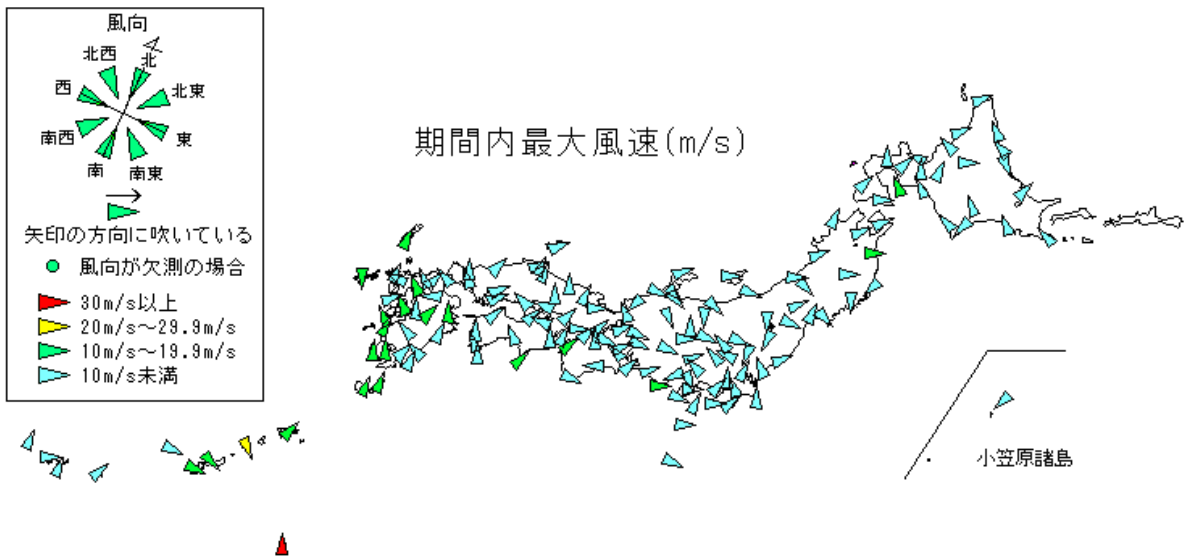 風向
北西
北
西
北東
南西
東
南
南東
矢印の方向に吹いている
風向が欠測の場合
30m/s以上
20m/s～29.9m/s
10m/s～19.9m/s
10m/s未満
期間内最大風速(m/s)
小笠原諸島